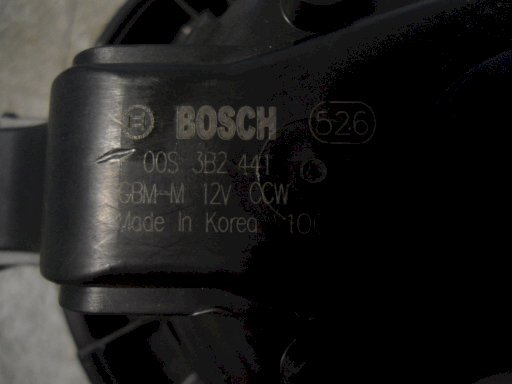 BOSCH 526
00S 3B2 441
GBM-M 12V CCW
Made In Korea